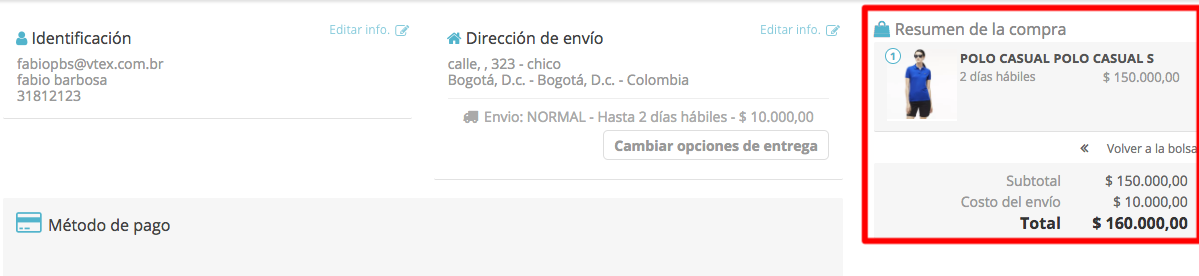 Identificación
Editar info.
fabiopbs@vtex.com.br
fabio barbosa
31812123
Dirección de envío
Editar info.
calle, , 323 - chico
Bogotá, D.c. - Bogotá, D.c. - Colombia
Envio: NORMAL - Hasta 2 días hábiles - $ 10.000,00
Cambiar opciones de entrega
Método de pago
Resumen de la compra
1
POLO CASUAL POLO CASUAL S
2 días hábiles $ 150.000,00
« Volver a la bolsa
Subtotal $ 150.000,00
Costo del envío $ 10.000,00
Total $ 160.000,00